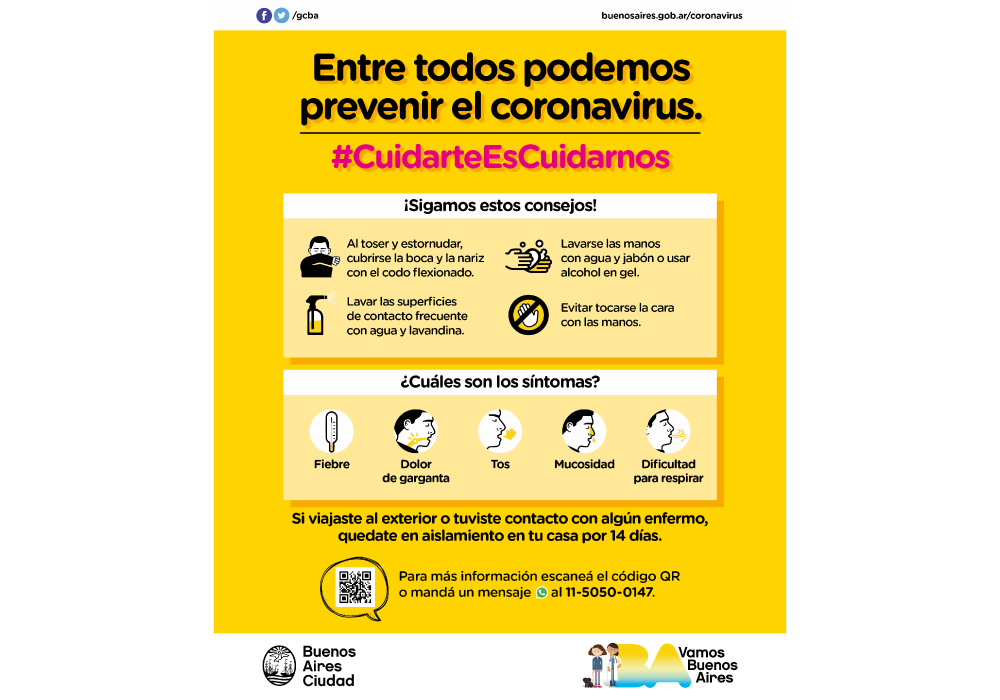 /gcba
buenosaires.gob.ar/coronavirus
Entre todos podemos
prevenir el coronavirus.
#CuidarteEsCuidarnos
¡Sigamos estos consejos!
Al toser y estornudar,
cubrirse la boca y la nariz
con el codo flexionado.
Lavarse las manos
con agua y jabón o usar
alcohol en gel.
Lavar las superficies
de contacto frecuente
con agua y lavandina.
Evitar tocarse la cara
con las manos.
¿Cuáles son los síntomas?
Fiebre
Dolor
de garganta
Tos
Mucosidad
Dificultad
para respirar
Si viajaste al exterior o tuviste contacto con algún enfermo,
quedate en aislamiento en tu casa por 14 días.
Para más información escaneá el código QR
o mandá un mensaje al 11-5050-0147.
Buenos
Aires
Ciudad
BA
Vamos
Buenos
Aires